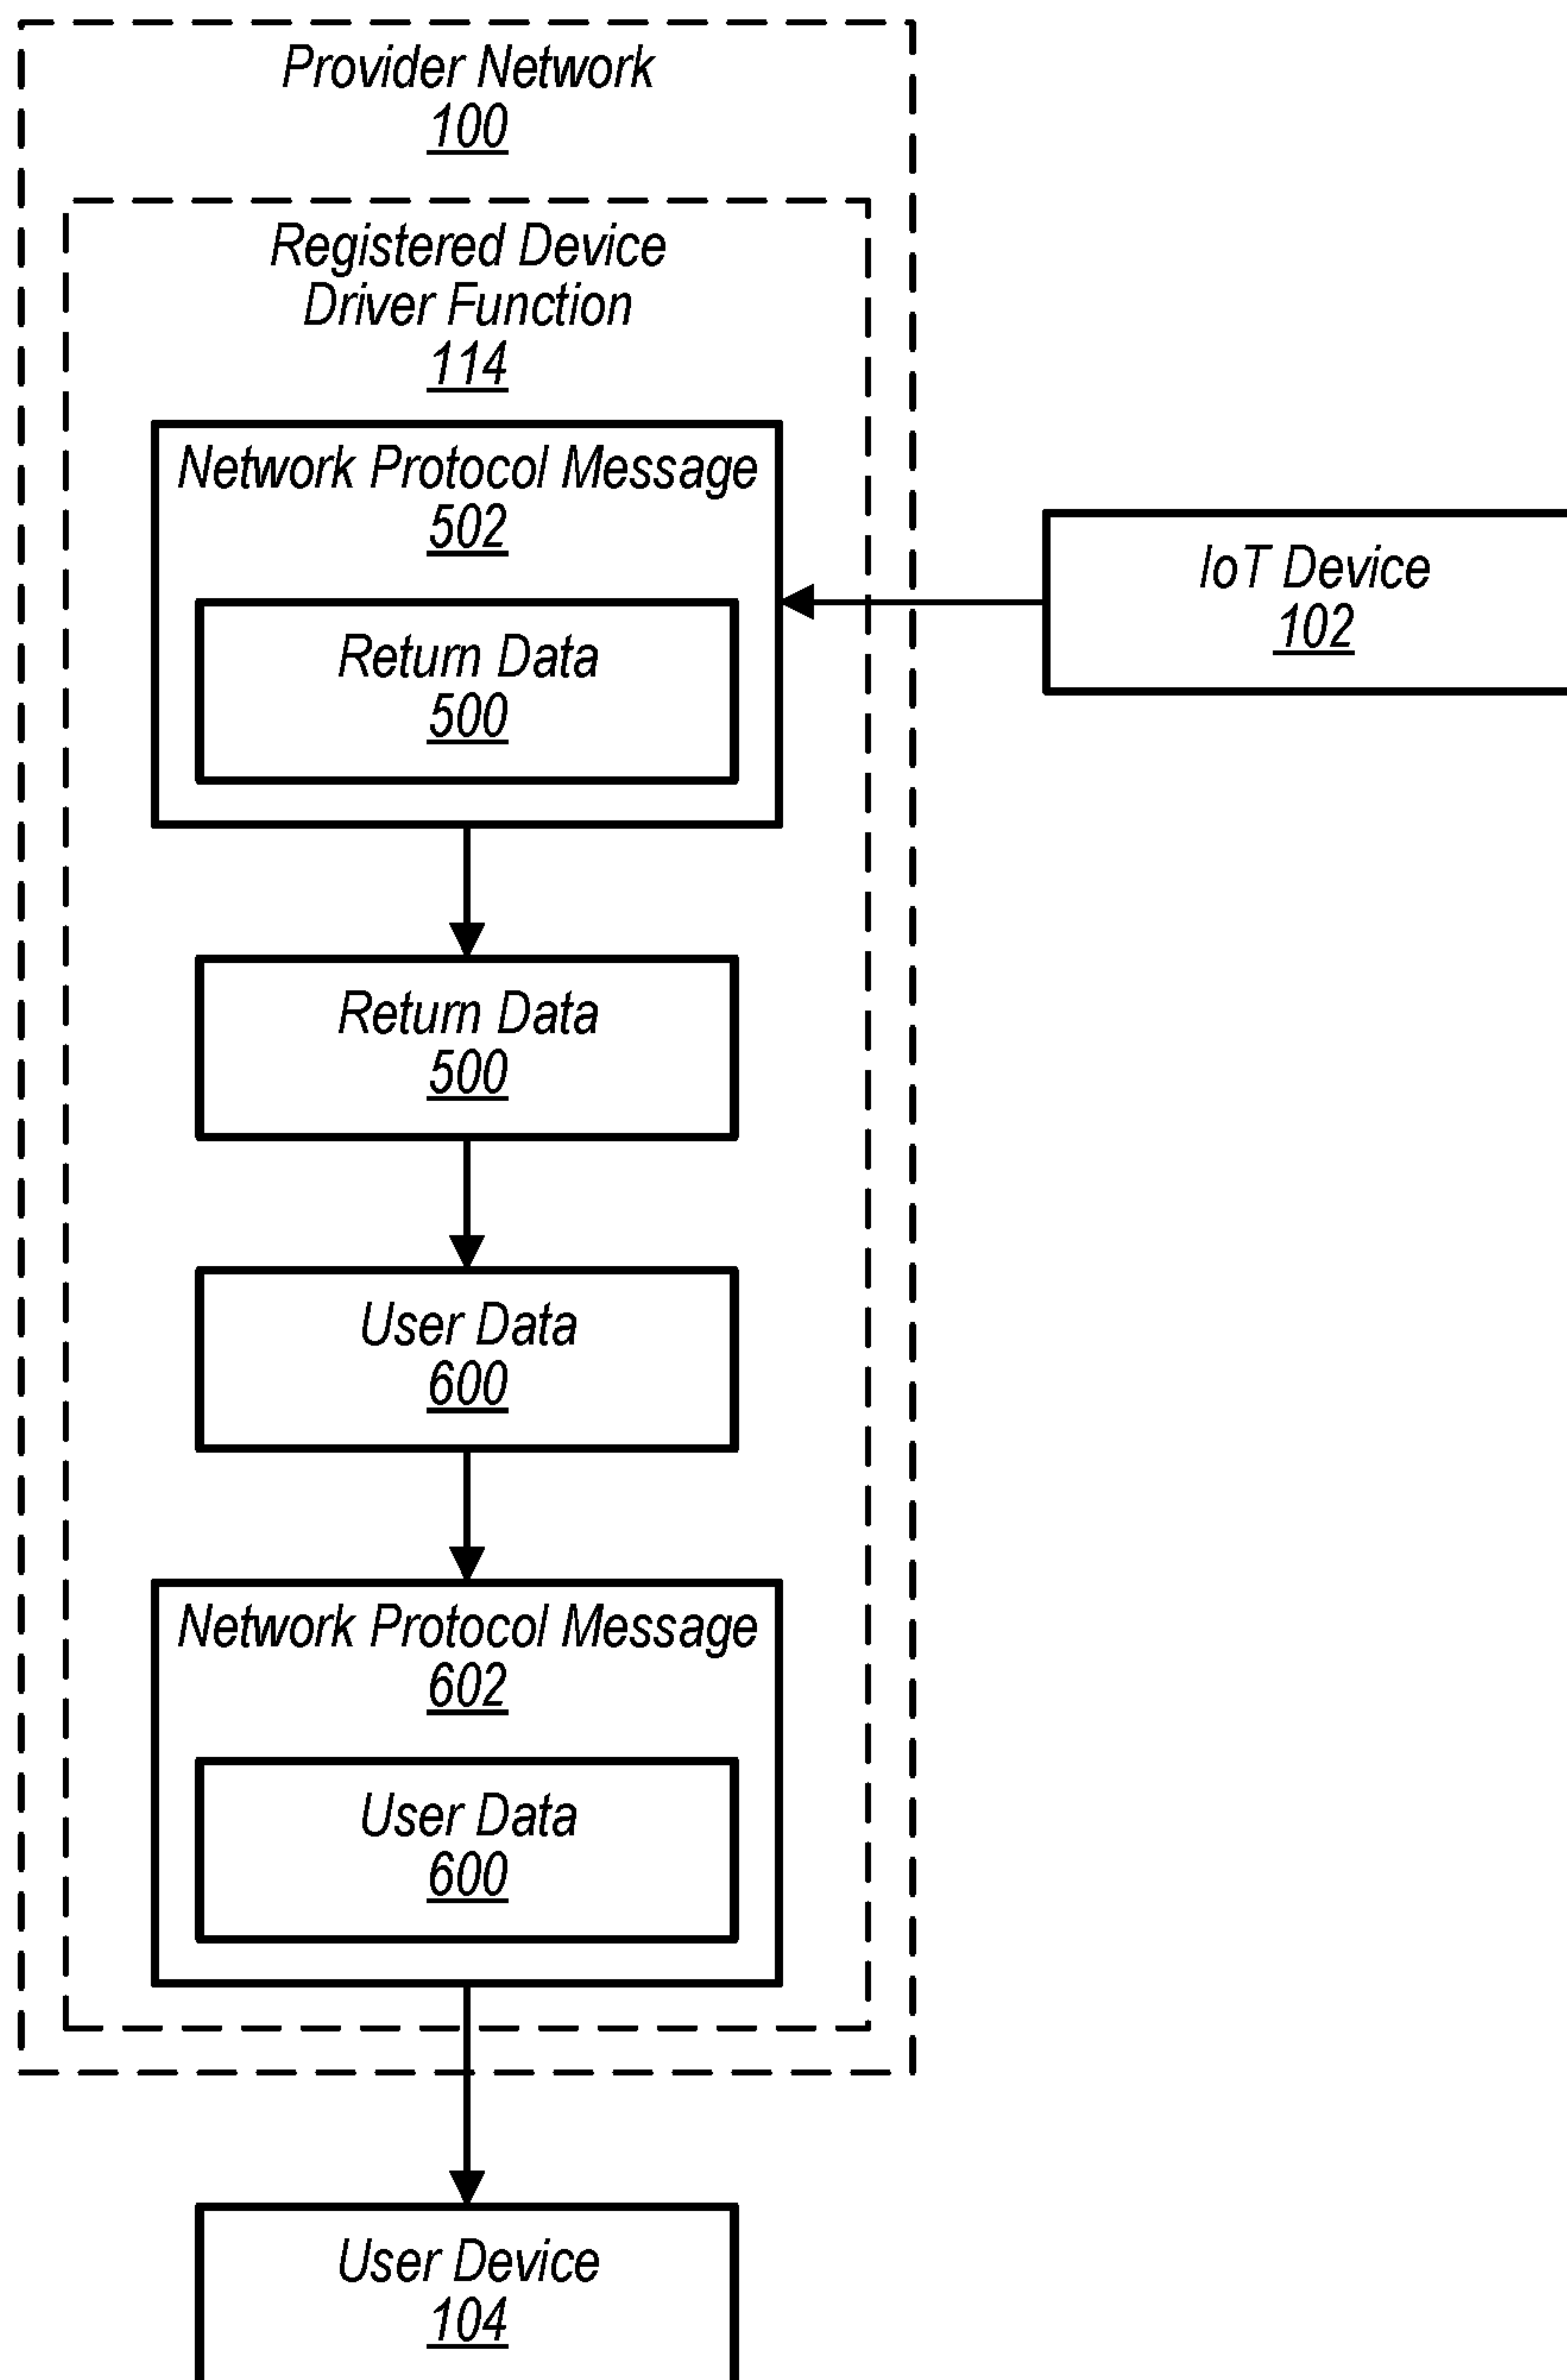 Provider Network
100
Registered Device
Driver Function
114
Network Protocol Message
502
Return Data
500
IoT Device
102
Return Data
500
User Data
600
Network Protocol Message
602
User Data
600
User Device
104